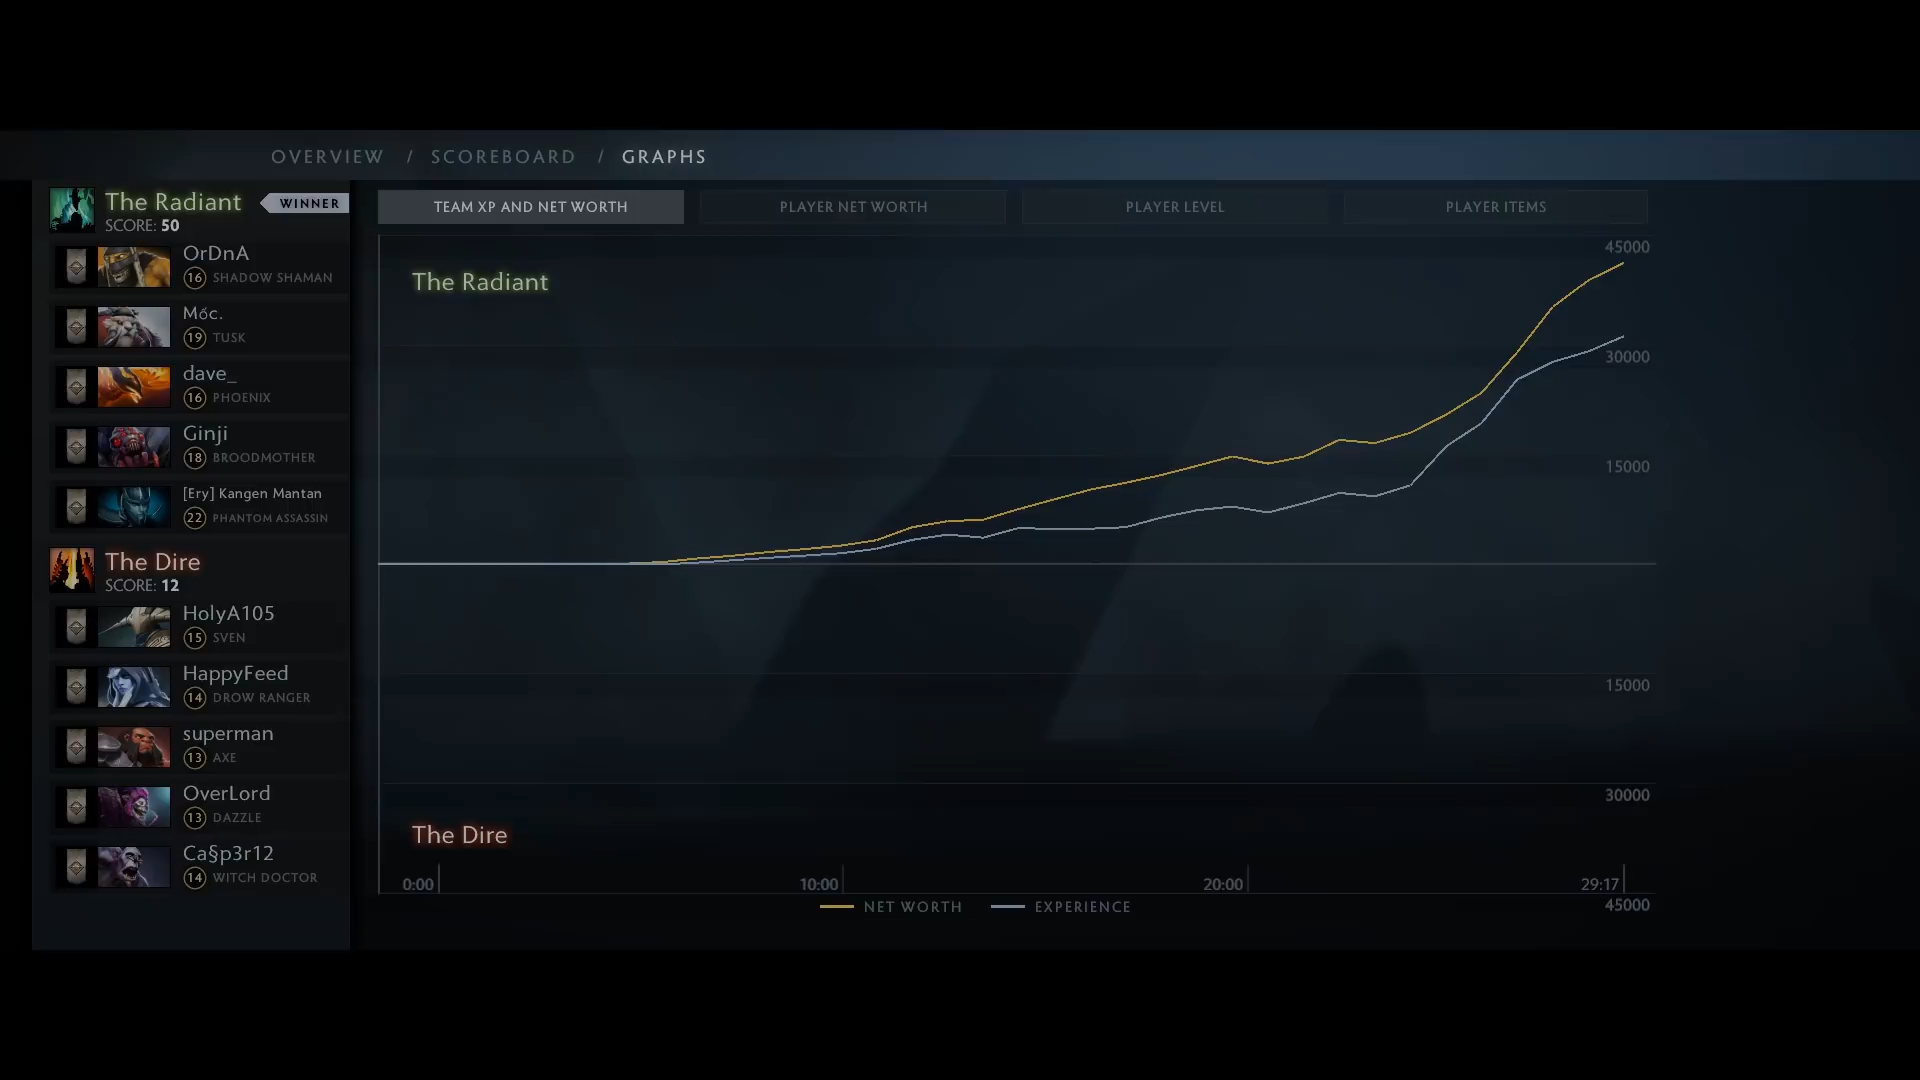 OVERVIEW / SCOREBOARD / GRAPHS
The Radiant WINNER
SCORE: 50
OrDnA
16 SHADOW SHAMAN
Mốc.
19 TUSK
dave_
16 PHOENIX
Ginji
18 BROODMOTHER
[Ery] Kangen Mantan
22 PHANTOM ASSASSIN
The Dire
SCORE: 12
HolyA105
15 SVEN
HappyFeed
14 DROW RANGER
superman
13 AXE
OverLord
13 DAZZLE
Ca§p3r12
14 WITCH DOCTOR
TEAM XP AND NET WORTH PLAYER NET WORTH PLAYER LEVEL PLAYER ITEMS
45000
The Radiant
30000
15000
15000
30000
The Dire
0:00 10:00 20:00 29:17
45000
NET WORTH EXPERIENCE